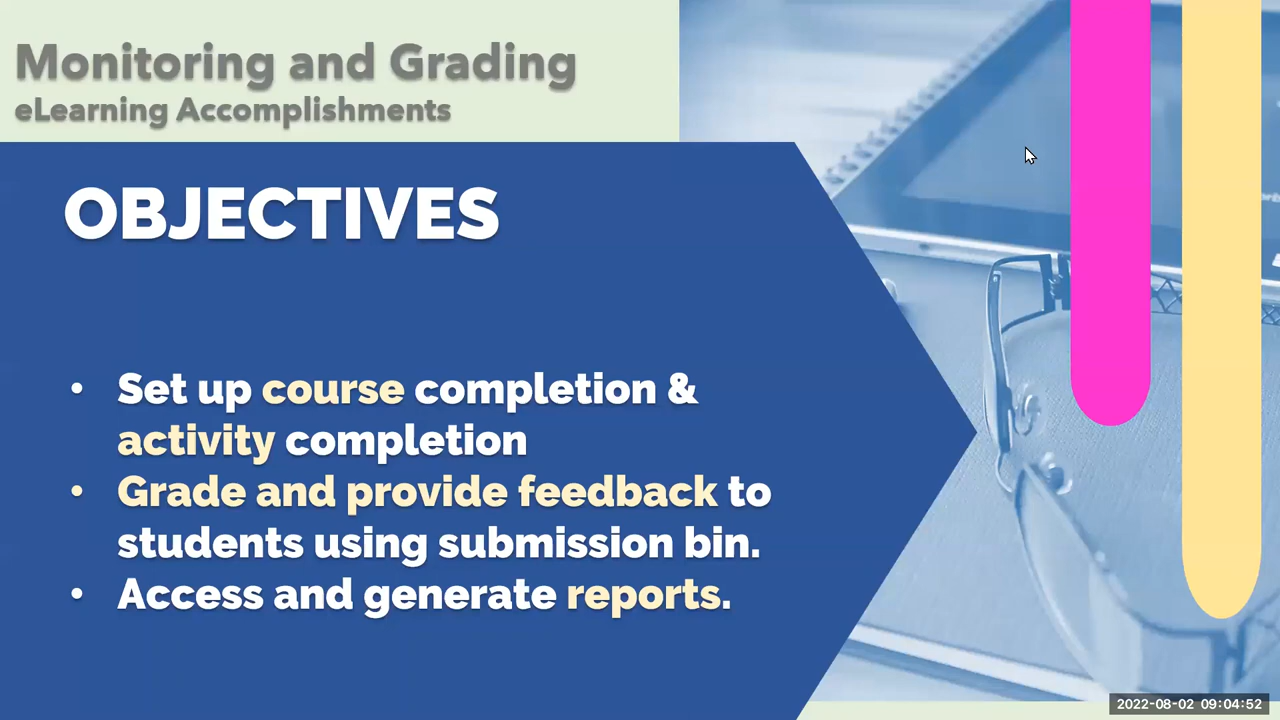 Monitoring and Grading
eLearning Accomplishments
OBJECTIVES
• Set up course completion &
activity completion
• Grade and provide feedback to
students using submission bin.
• Access and generate reports.
2022-08-02 09:04:52